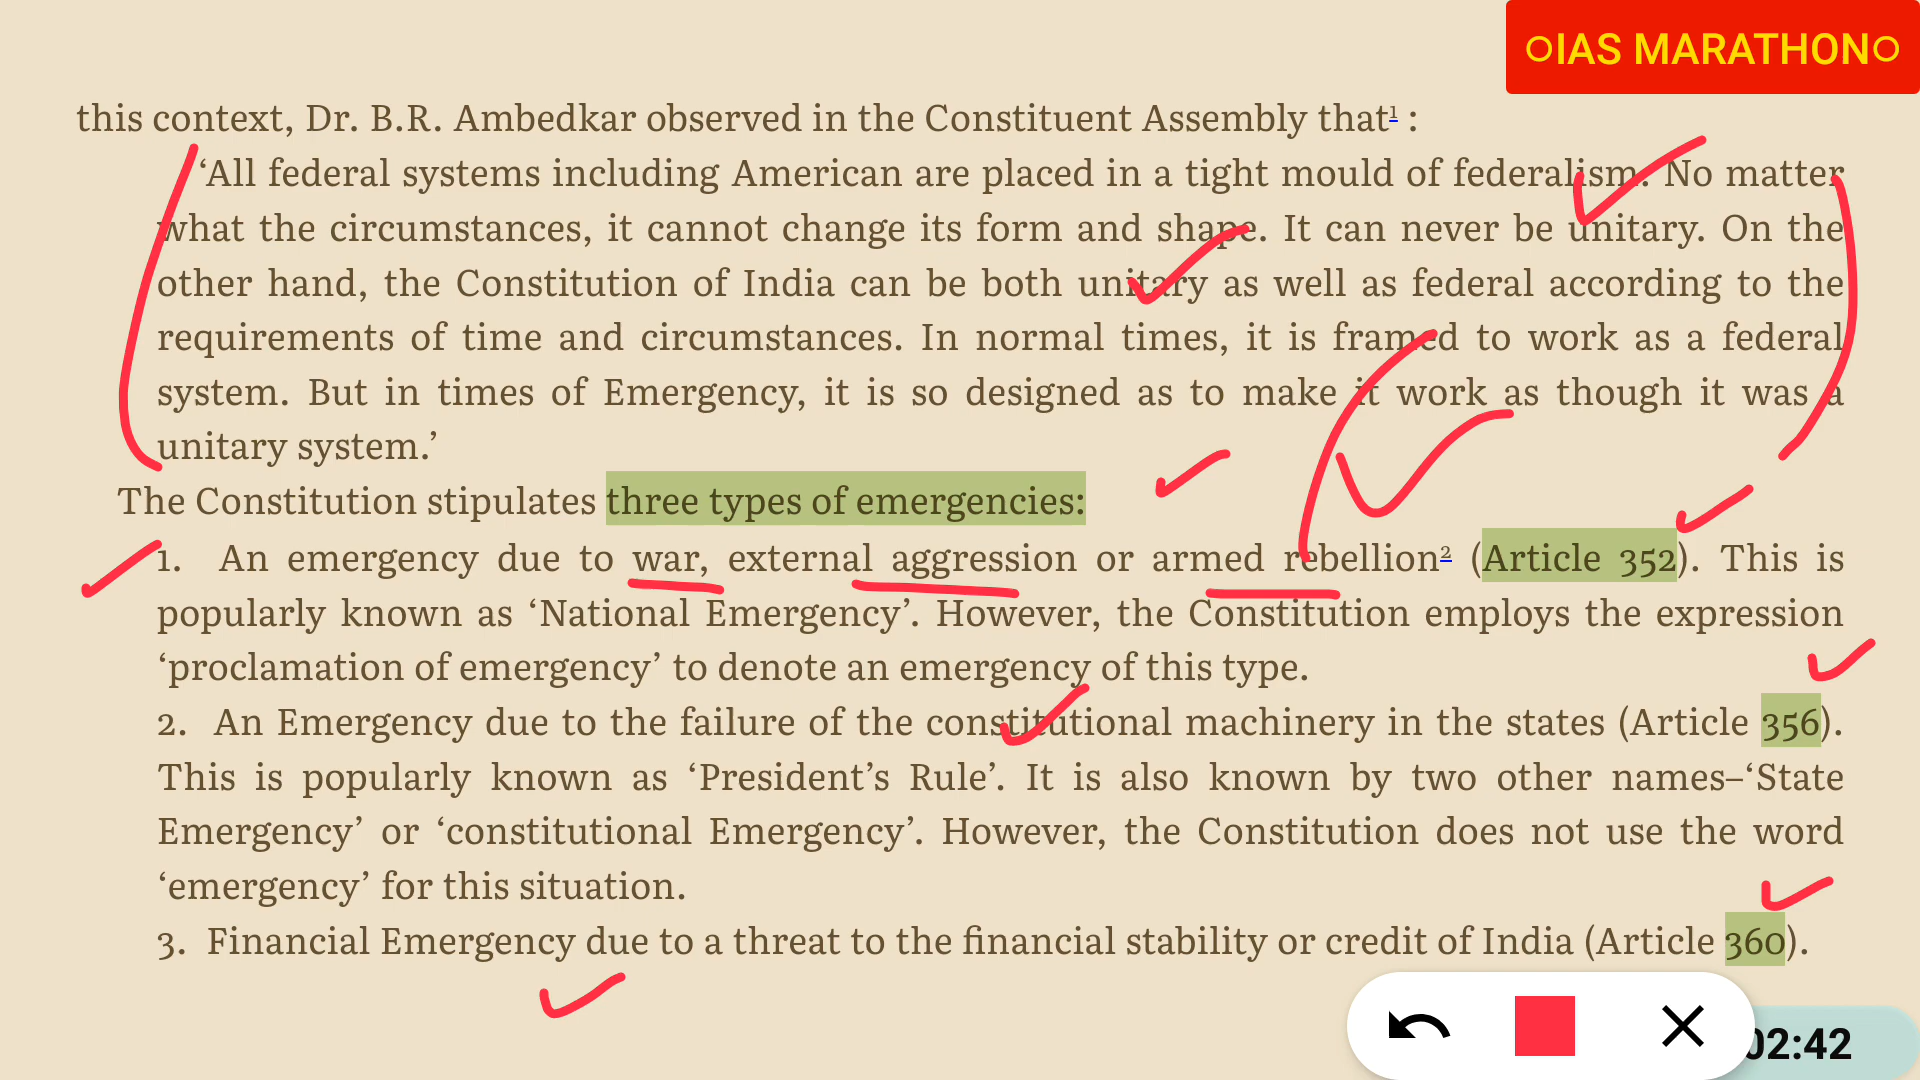 ○IAS MARATHON○
this context, Dr. B.R. Ambedkar observed in the Constituent Assembly that1 :
‘All federal systems including American are placed in a tight mould of federalism. No matter
what the circumstances, it cannot change its form and shape. It can never be unitary. On the
other hand, the Constitution of India can be both unitary as well as federal according to the
requirements of time and circumstances. In normal times, it is framed to work as a federal
system. But in times of Emergency, it is so designed as to make it work as though it was a
unitary system.’
The Constitution stipulates three types of emergencies:
1. An emergency due to war, external aggression or armed rebellion2 (Article 352). This is
popularly known as ‘National Emergency’. However, the Constitution employs the expression
‘proclamation of emergency’ to denote an emergency of this type.
2. An Emergency due to the failure of the constitutional machinery in the states (Article 356).
This is popularly known as ‘President’s Rule’. It is also known by two other names–‘State
Emergency’ or ‘constitutional Emergency’. However, the Constitution does not use the word
‘emergency’ for this situation.
3. Financial Emergency due to a threat to the financial stability or credit of India (Article 360).
02:42